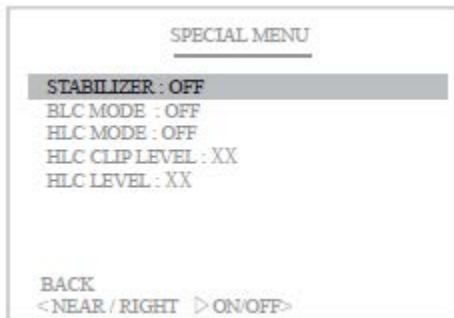 SPECIAL MENU
STABILIZER : OFF
BLC MODE : OFF
HLC MODE : OFF
HLC CLIP LEVEL : XX
HLC LEVEL : XX
BACK
<NEAR / RIGHT ▷ON/OFF>